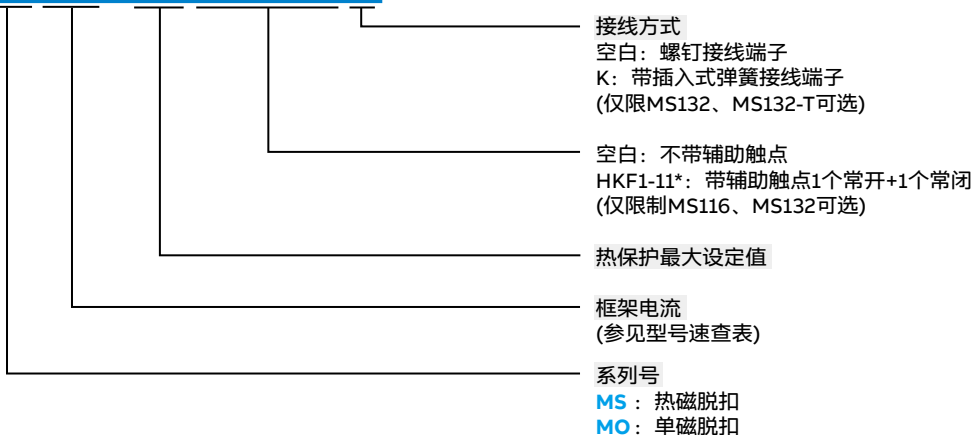 接线方式
空白：螺钉接线端子
K：带插入式弹簧接线端子
(仅限MS132、MS132-T可选)
空白：不带辅助触点
HKF1-11*：带辅助触点1个常开+1个常闭
(仅限制MS116、MS132可选)
热保护最大设定值
框架电流
(参见型号速查表)
系列号
MS：热磁脱扣
MO：单磁脱扣